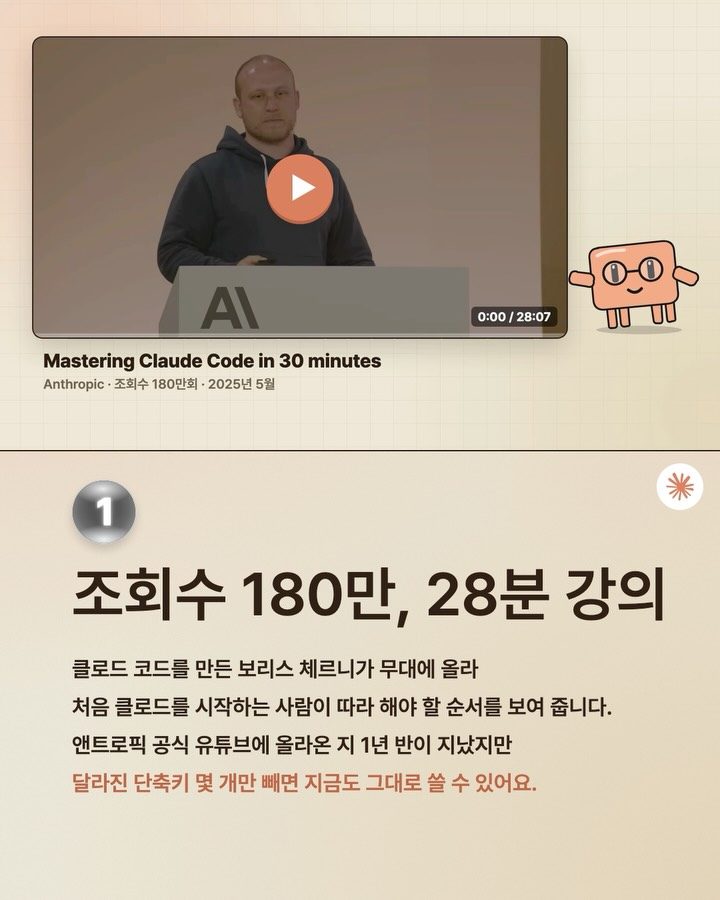 A\
0:00 / 28:07
Mastering Claude Code in 30 minutes
Anthropic · 조회수 180만회 · 2025년 5월
1
조회수 180만, 28분 강의
클로드 코드를 만든 보리스 체르니가 무대에 올라
처음 클로드를 시작하는 사람이 따라 해야 할 순서를 보여 줍니다.
앤트로픽 공식 유튜브에 올라온 지 1년 반이 지났지만
달라진 단축키 몇 개만 빼면 지금도 그대로 쓸 수 있어요.